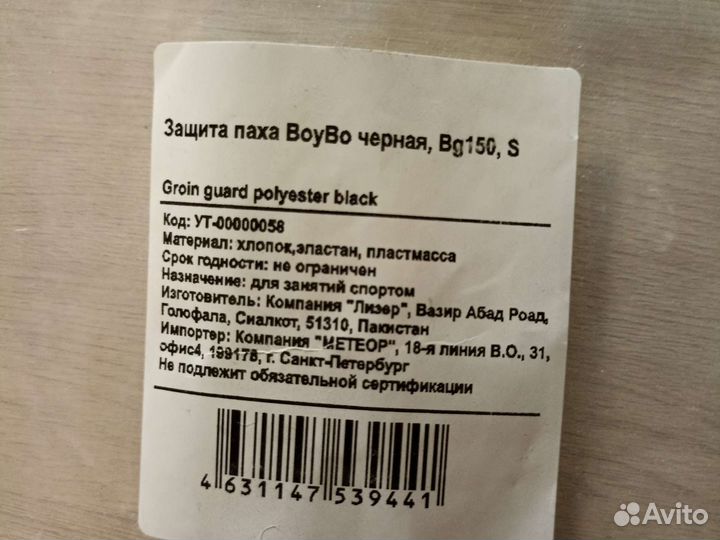 Защита паха BoyBo черная, Bg150, S
Groin guard polyester black
Код: УТ-00000058
Материал: хлопок,эластан, пластмасса
Срок годности: не ограничен
Назначение: для занятий спортом
Изготовитель: Компания "Лизер", Вазир Абад Роад,
Голофала, Сиалкот, 51310, Пакистан
Импортер: Компания "МЕТЕОР", 18-я линия В.О., 31,
офис4, 199178, г. Санкт-Петербург
Не подлежит обязательной сертификации
4 631147 539441
Avito